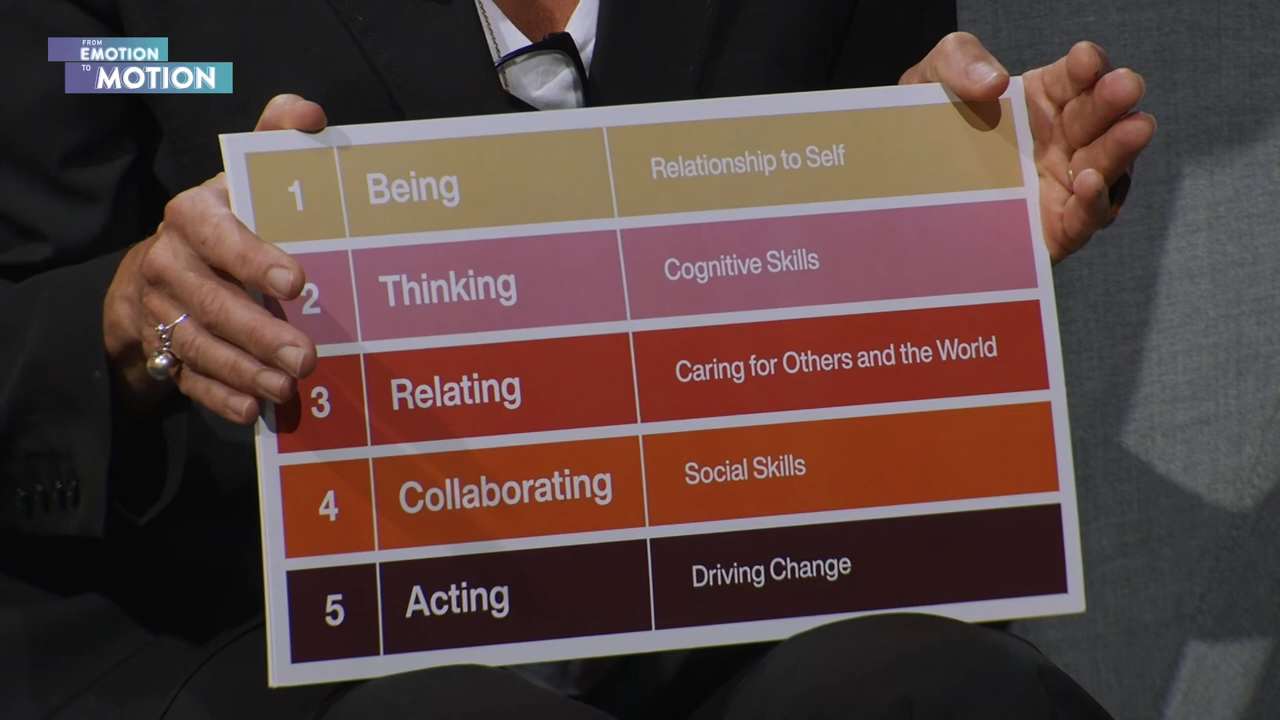 FROM
EMOTION
TO
MOTION
1 Being Relationship to Self
2 Thinking Cognitive Skills
3 Relating Caring for Others and the World
4 Collaborating Social Skills
5 Acting Driving Change